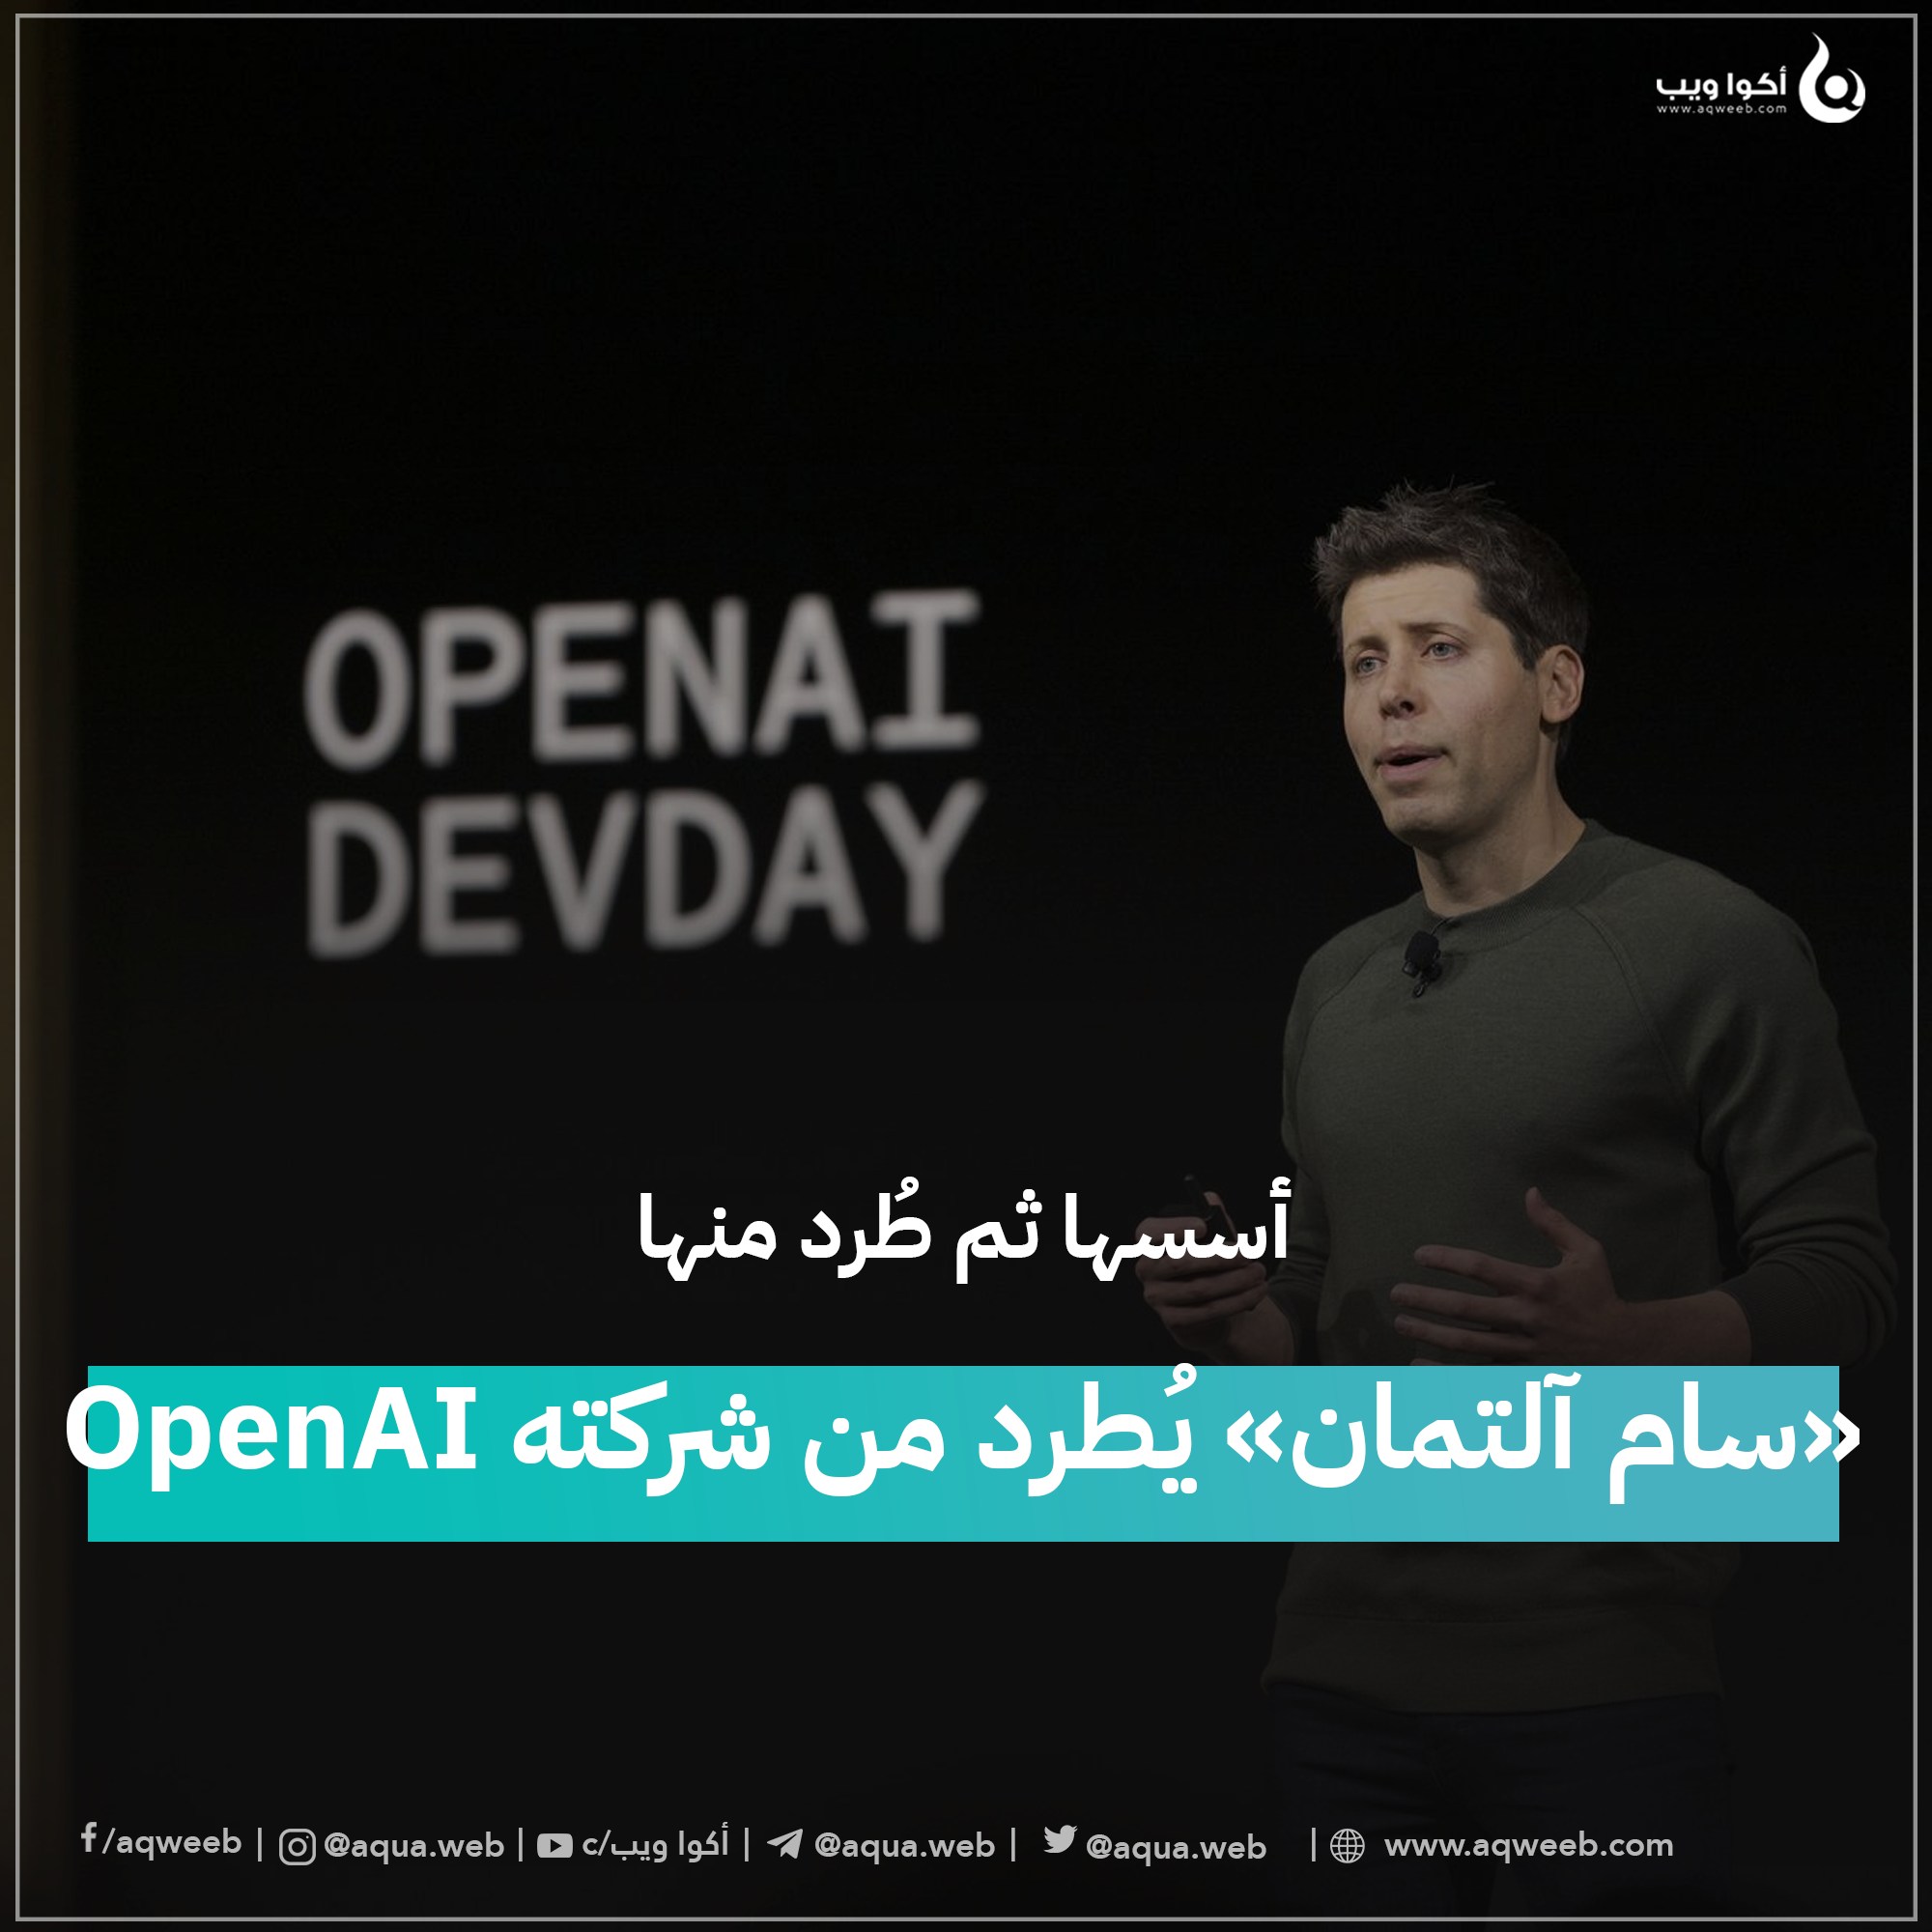 أكوا ويب
www.aqweeb.com
OPENAI
DEVDAY
أسسها ثم طُرد منها
«سام آلتمان» يُطرد من شركته OpenAI
/aqweeb | @aqua.web | c/أكوا ويب | @aqua.web | @aqua.web | www.aqweeb.com